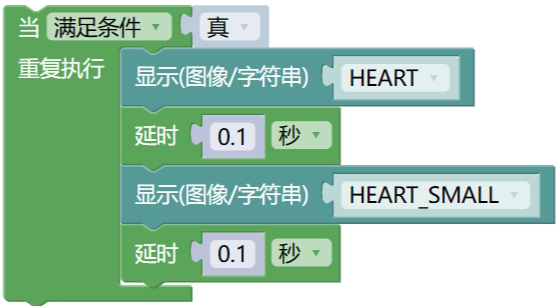 当 满足条件 真
重复执行
显示(图像/字符串) HEART
延时 0.1 秒
显示(图像/字符串) HEART_SMALL
延时 0.1 秒